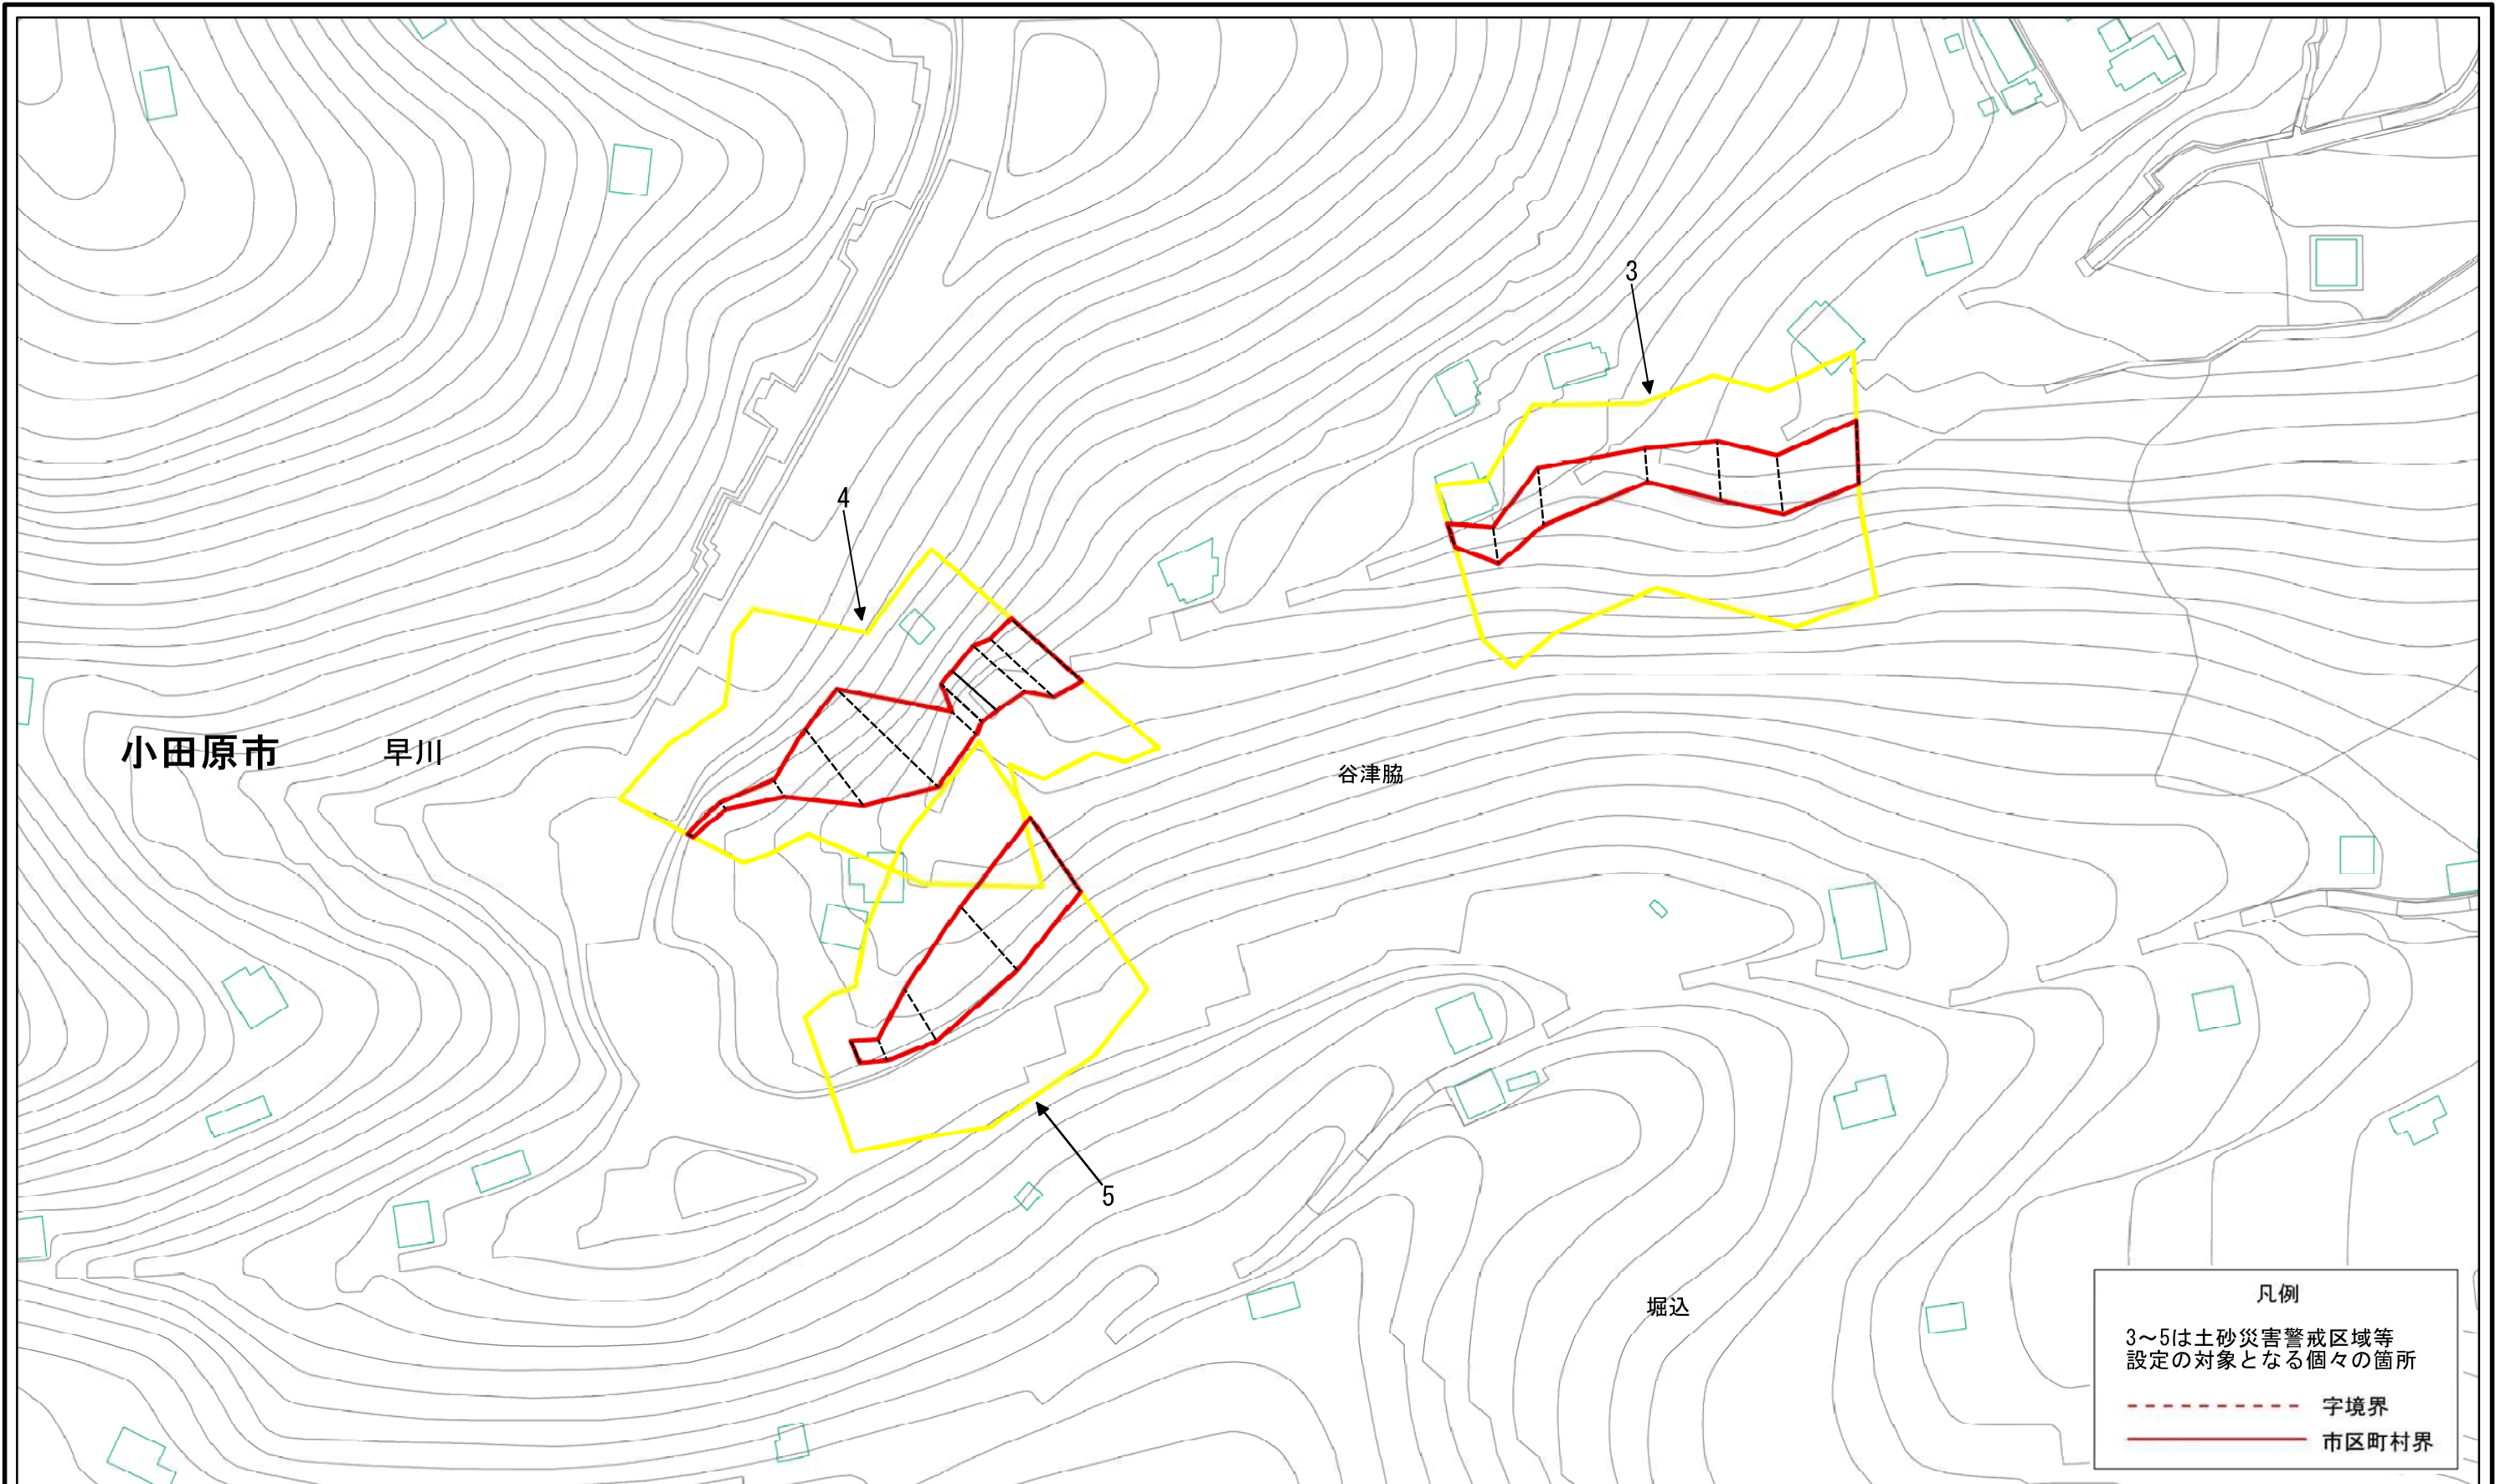 3
4
小田原市
早川
谷津脇
5
堀込
凡例
3～5は土砂災害警戒区域等
設定の対象となる個々の箇所
字境界
市区町村界